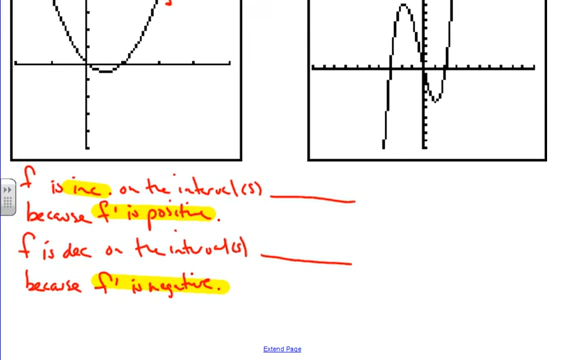 f is inc. on the interval(s)
because f' is positive.
f is dec on the interval(s)
because f' is negative.
Extend Page